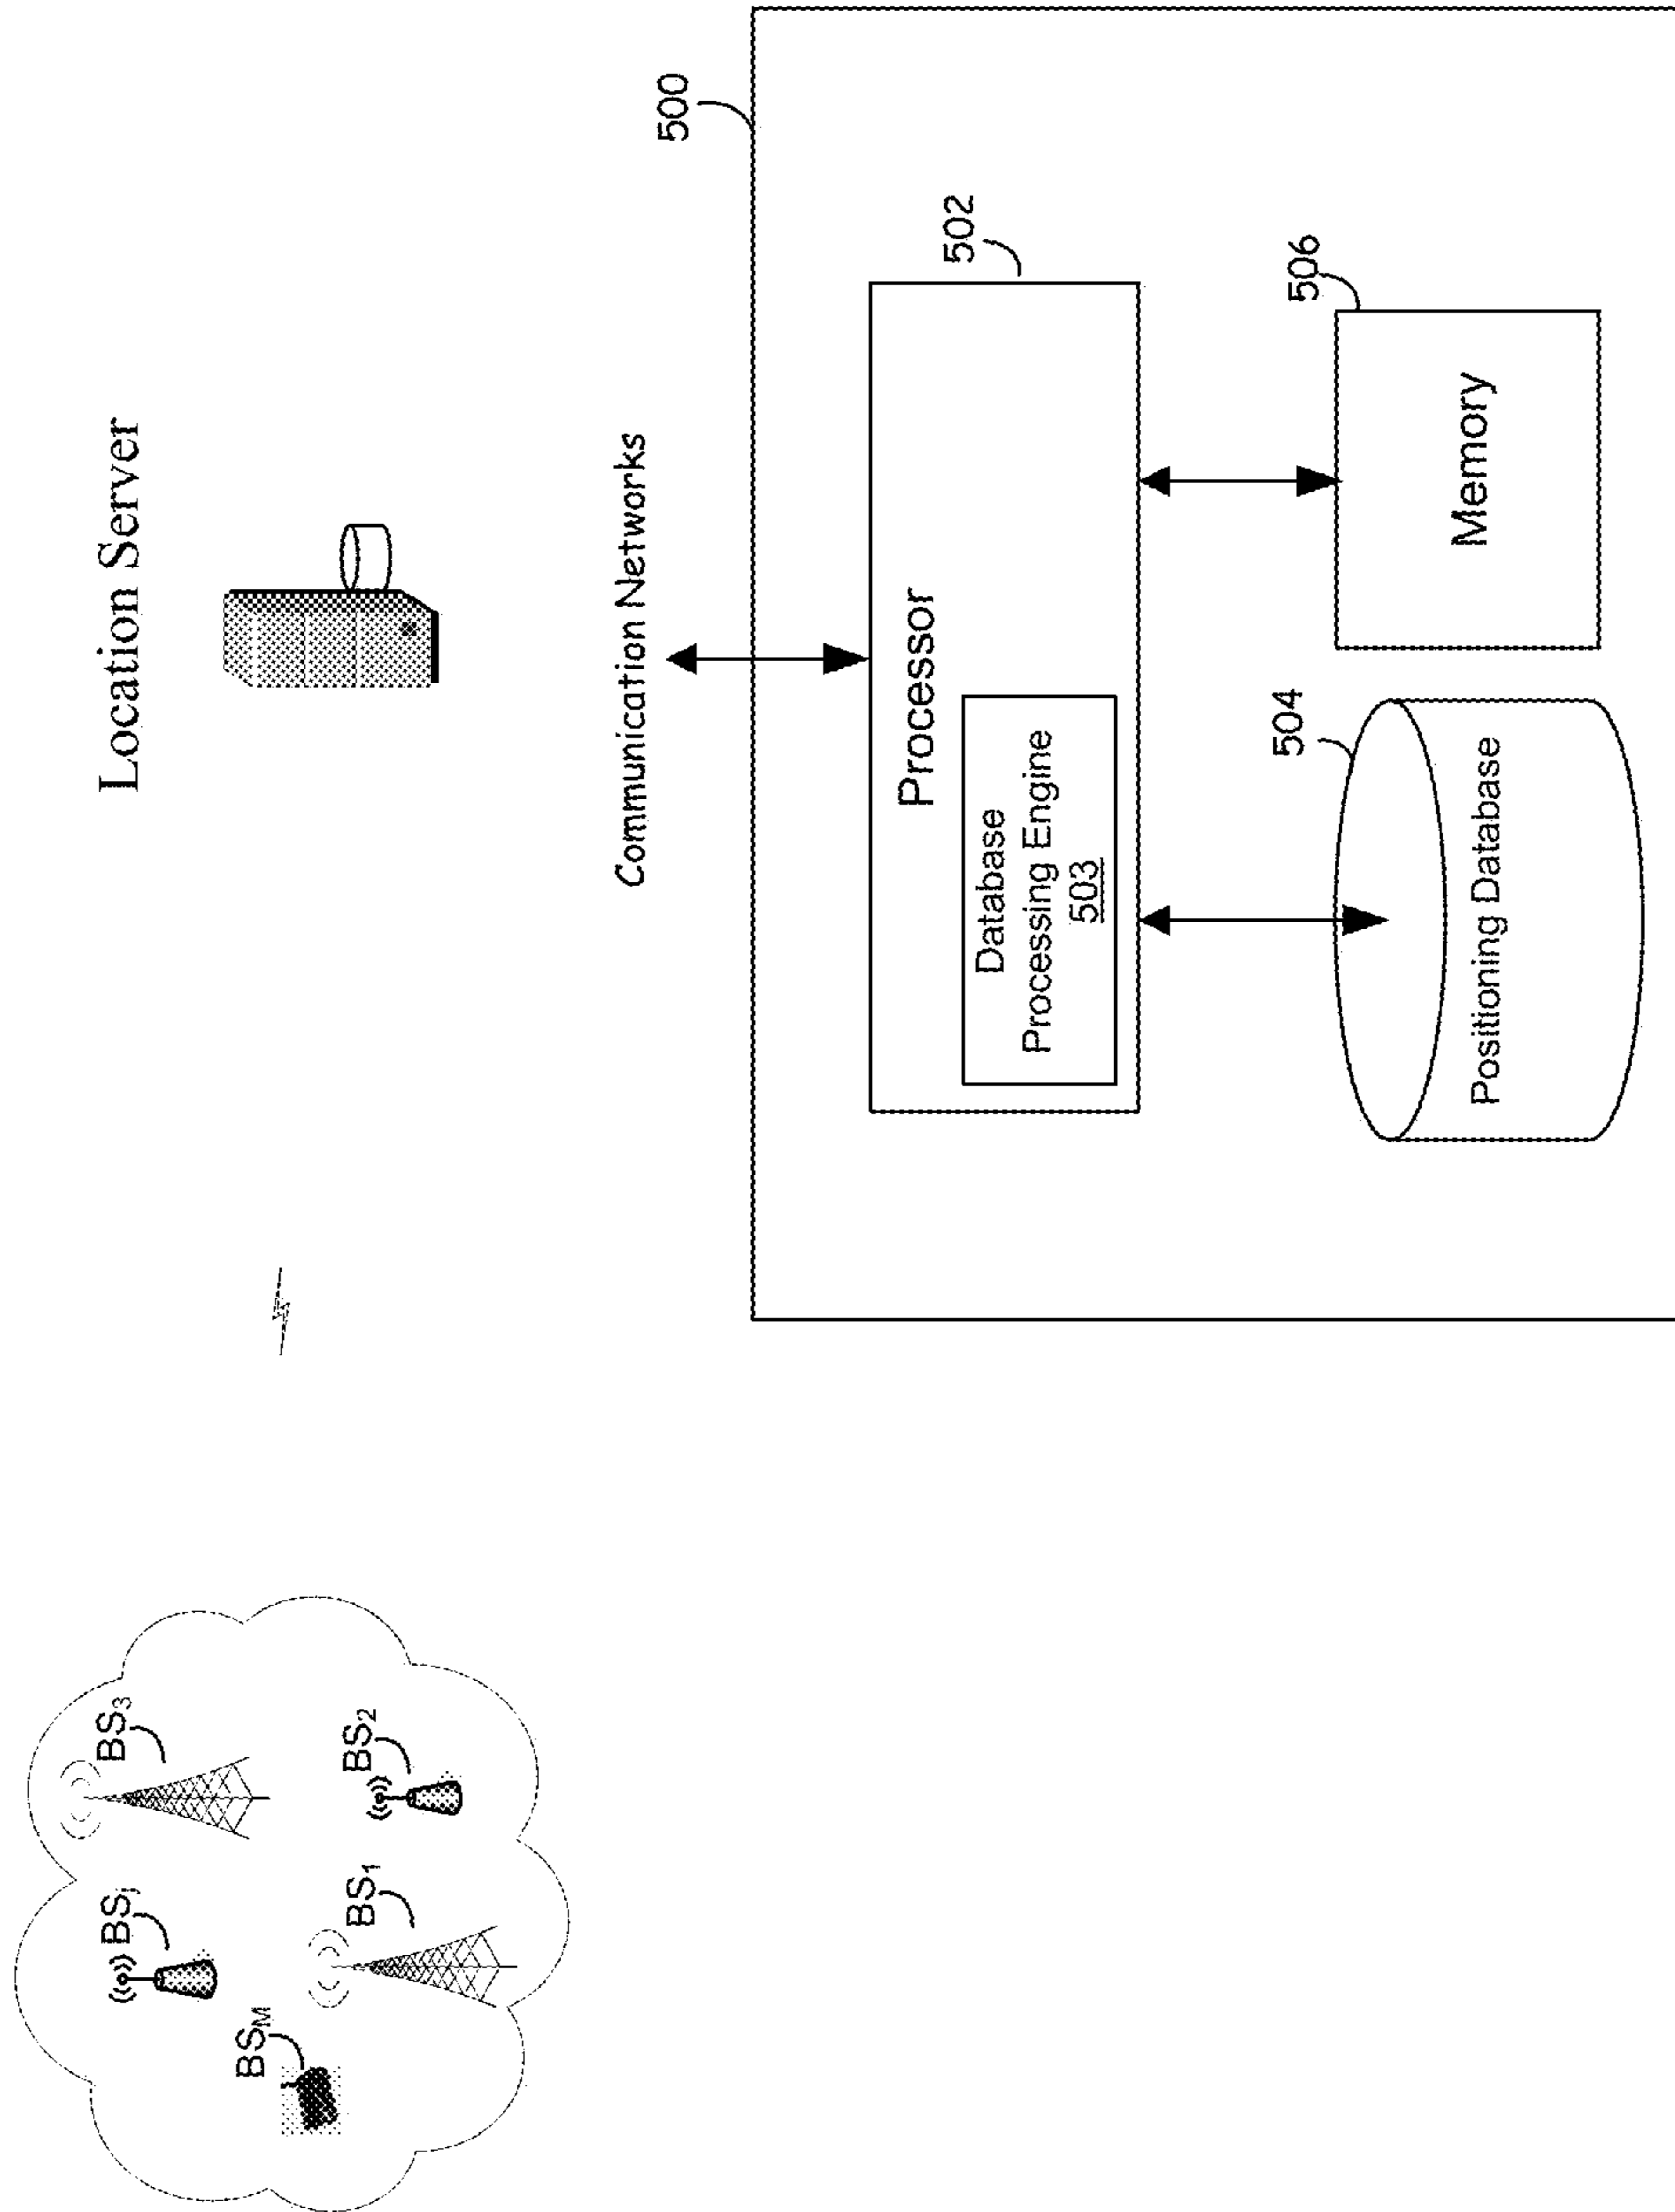 BS₃
BSⱼ
BS₂
BS₁
BS_M
Location Server
Communication Networks
500
Processor
502
Database
Processing Engine
503
504
506
Positioning Database
Memory